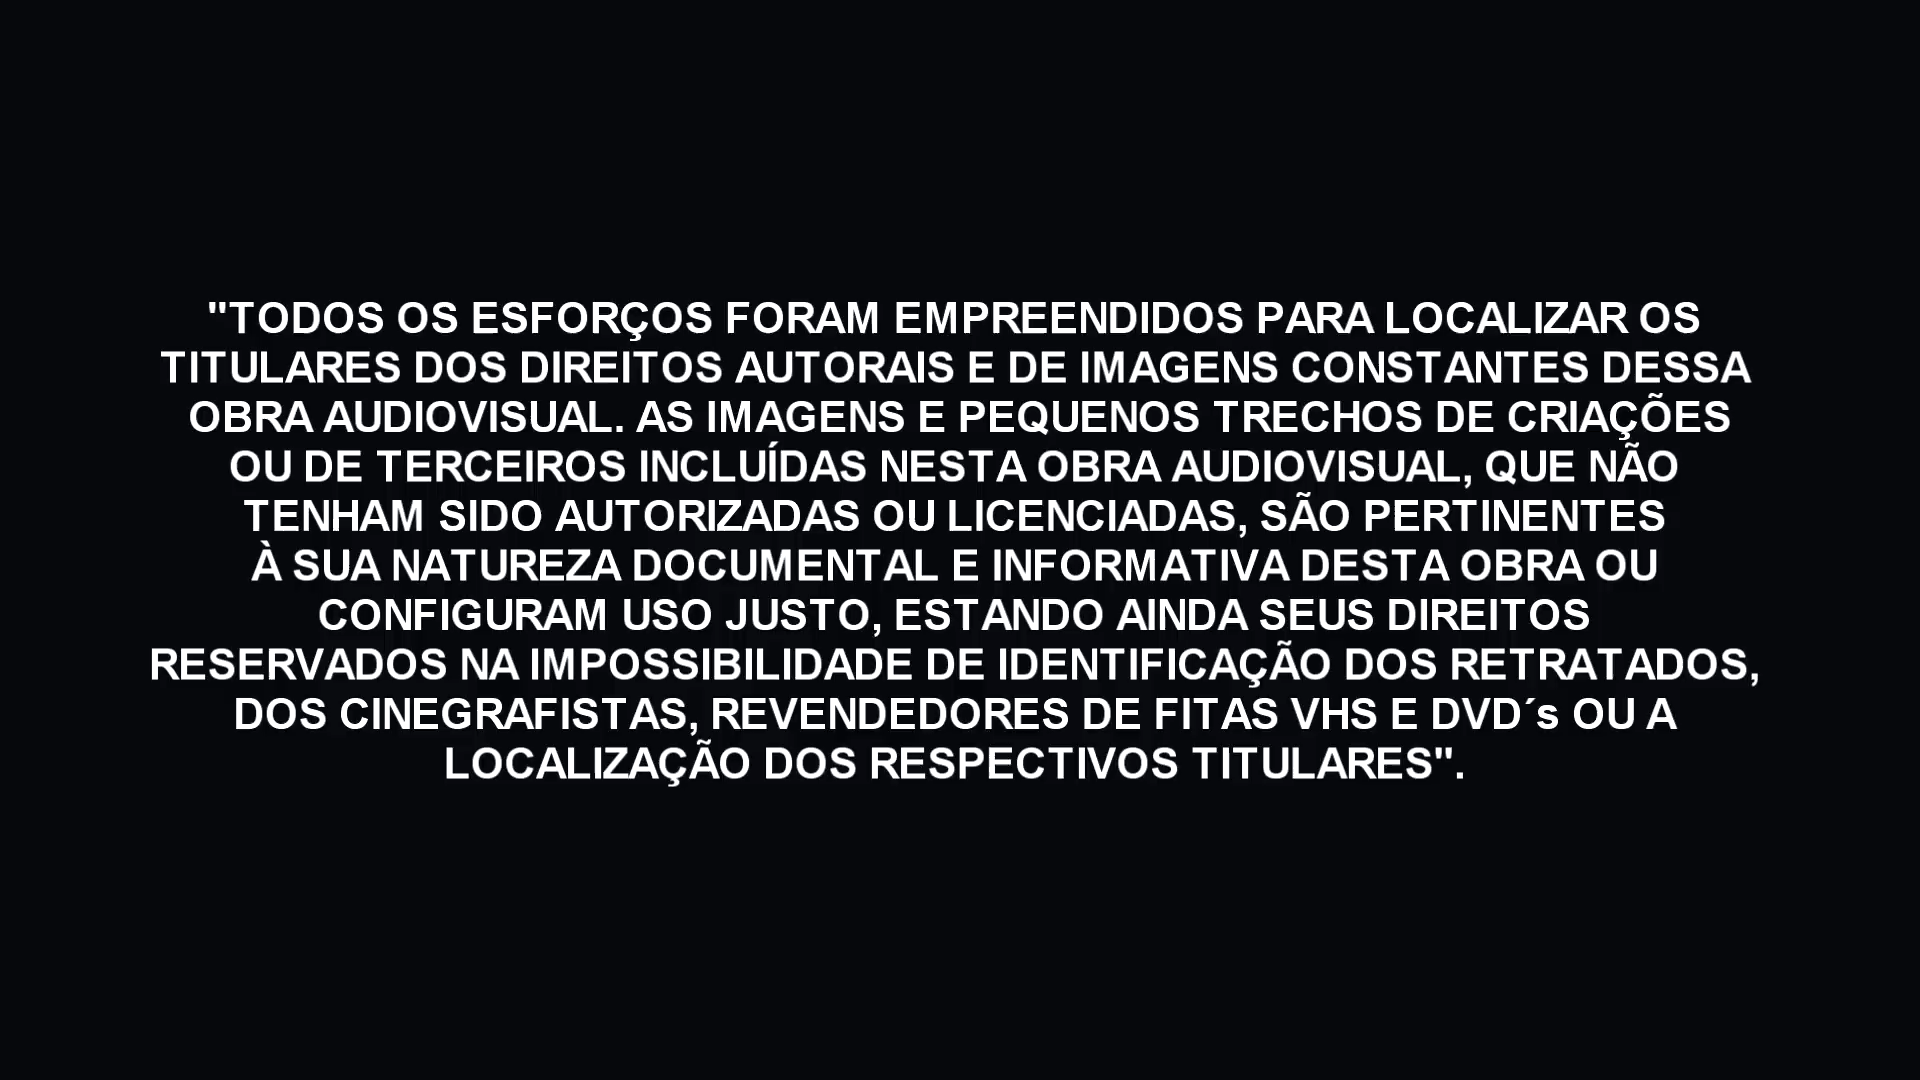 "TODOS OS ESFORÇOS FORAM EMPREENDIDOS PARA LOCALIZAR OS
TITULARES DOS DIREITOS AUTORAIS E DE IMAGENS CONSTANTES DESSA
OBRA AUDIOVISUAL. AS IMAGENS E PEQUENOS TRECHOS DE CRIAÇÕES
OU DE TERCEIROS INCLUÍDAS NESTA OBRA AUDIOVISUAL, QUE NÃO
TENHAM SIDO AUTORIZADAS OU LICENCIADAS, SÃO PERTINENTES
À SUA NATUREZA DOCUMENTAL E INFORMATIVA DESTA OBRA OU
CONFIGURAM USO JUSTO, ESTANDO AINDA SEUS DIREITOS
RESERVADOS NA IMPOSSIBILIDADE DE IDENTIFICAÇÃO DOS RETRATADOS,
DOS CINEGRAFISTAS, REVENDEDORES DE FITAS VHS E DVD´s OU A
LOCALIZAÇÃO DOS RESPECTIVOS TITULARES".